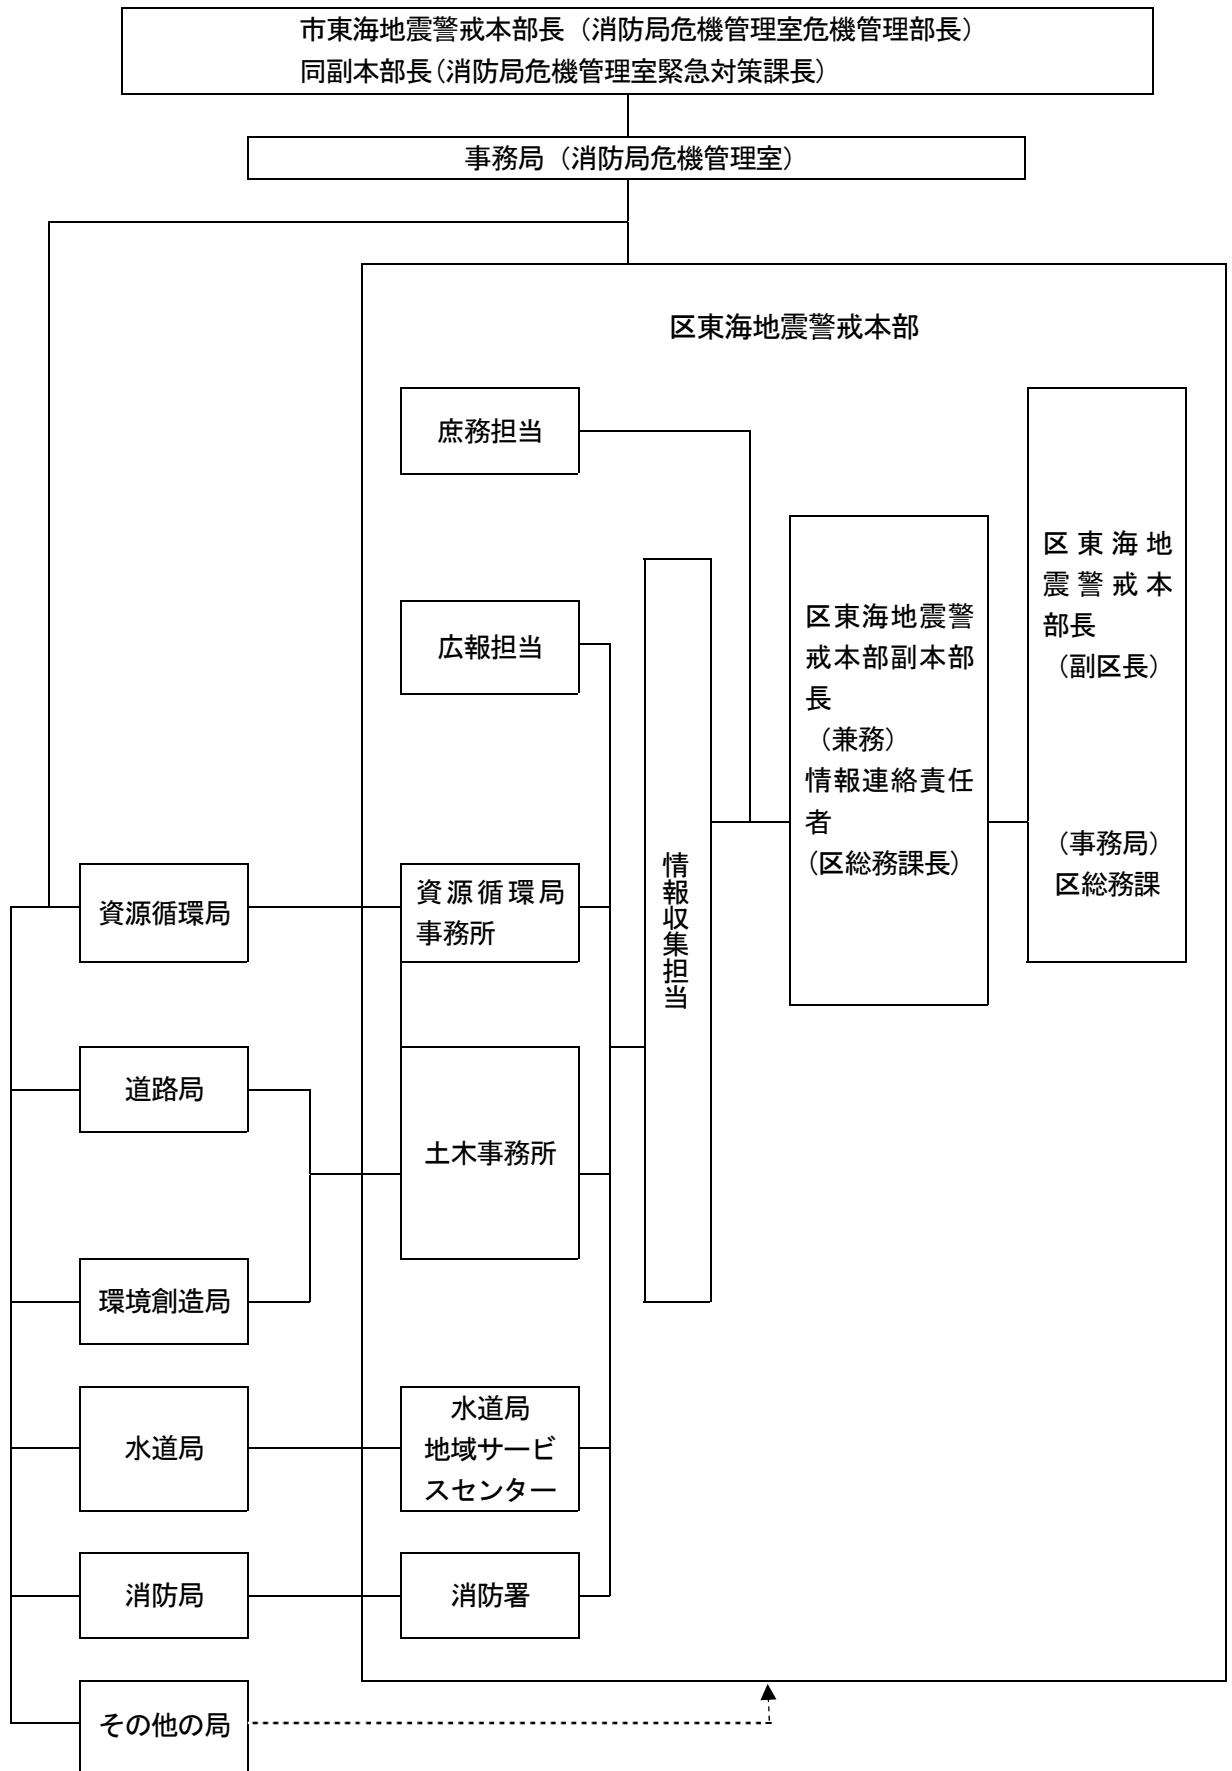 市東海地震警戒本部長（消防局危機管理室危機管理部長）
同副本部長（消防局危機管理室緊急対策課長）
事務局（消防局危機管理室）
区東海地震警戒本部
庶務担当
広報担当
区東海地
震警戒本
部長
（副区長）
（事務局）
区総務課
区東海地震警
戒本部副本部
長
（兼務）
情報連絡責任
者
（区総務課長）
情報収集担当
資源循環局
資源循環局
事務所
道路局
土木事務所
環境創造局
水道局
水道局
地域サービ
スセンター
消防局
消防署
その他の局